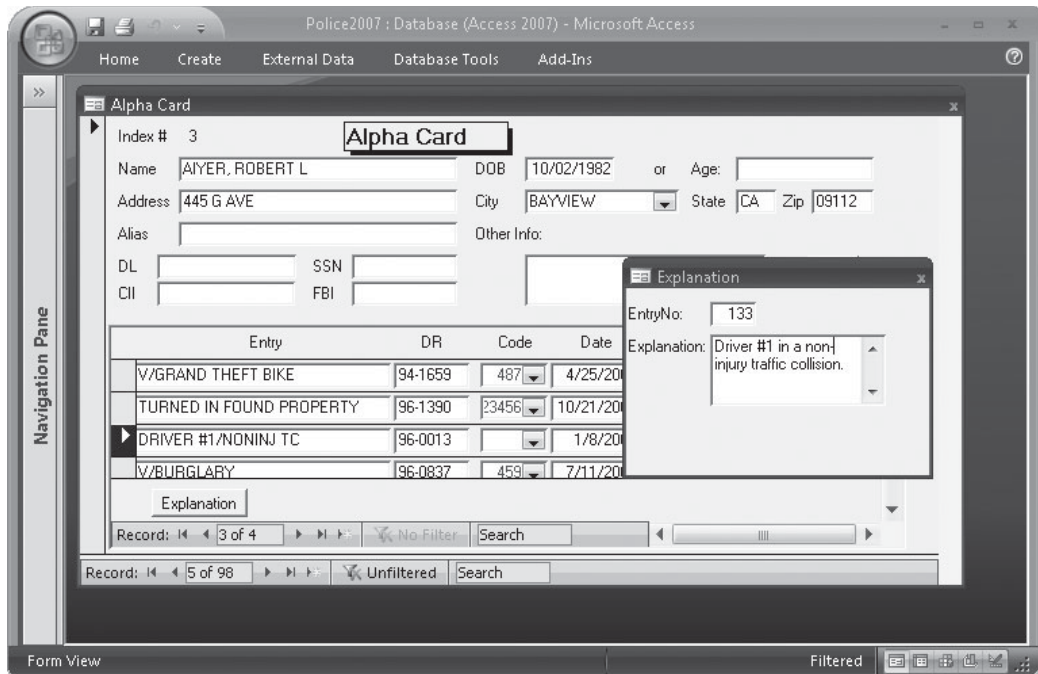 Police2007 : Database (Access 2007) - Microsoft Access
Home Create External Data Database Tools Add-Ins
Alpha Card
Index # 3 Alpha Card
Name AIYER, ROBERT L DOB 10/02/1982 or Age:
Address 445 G AVE City BAYVIEW State CA Zip 09112
Alias Other Info:
DL SSN
CII FBI
Entry DR Code Date
V/GRAND THEFT BIKE 94-1659 487 4/25/20
TURNED IN FOUND PROPERTY 96-1390 23456 10/21/20
DRIVER #1/NONINJ TC 96-0013 1/8/20
V/BURGLARY 96-0837 459 7/11/20
Explanation
Record: 3 of 4 No Filter Search
Record: 5 of 98 Unfiltered Search
Explanation
EntryNo: 133
Explanation: Driver #1 in a non-
injury traffic collision.
Navigation Pane
Form View Filtered